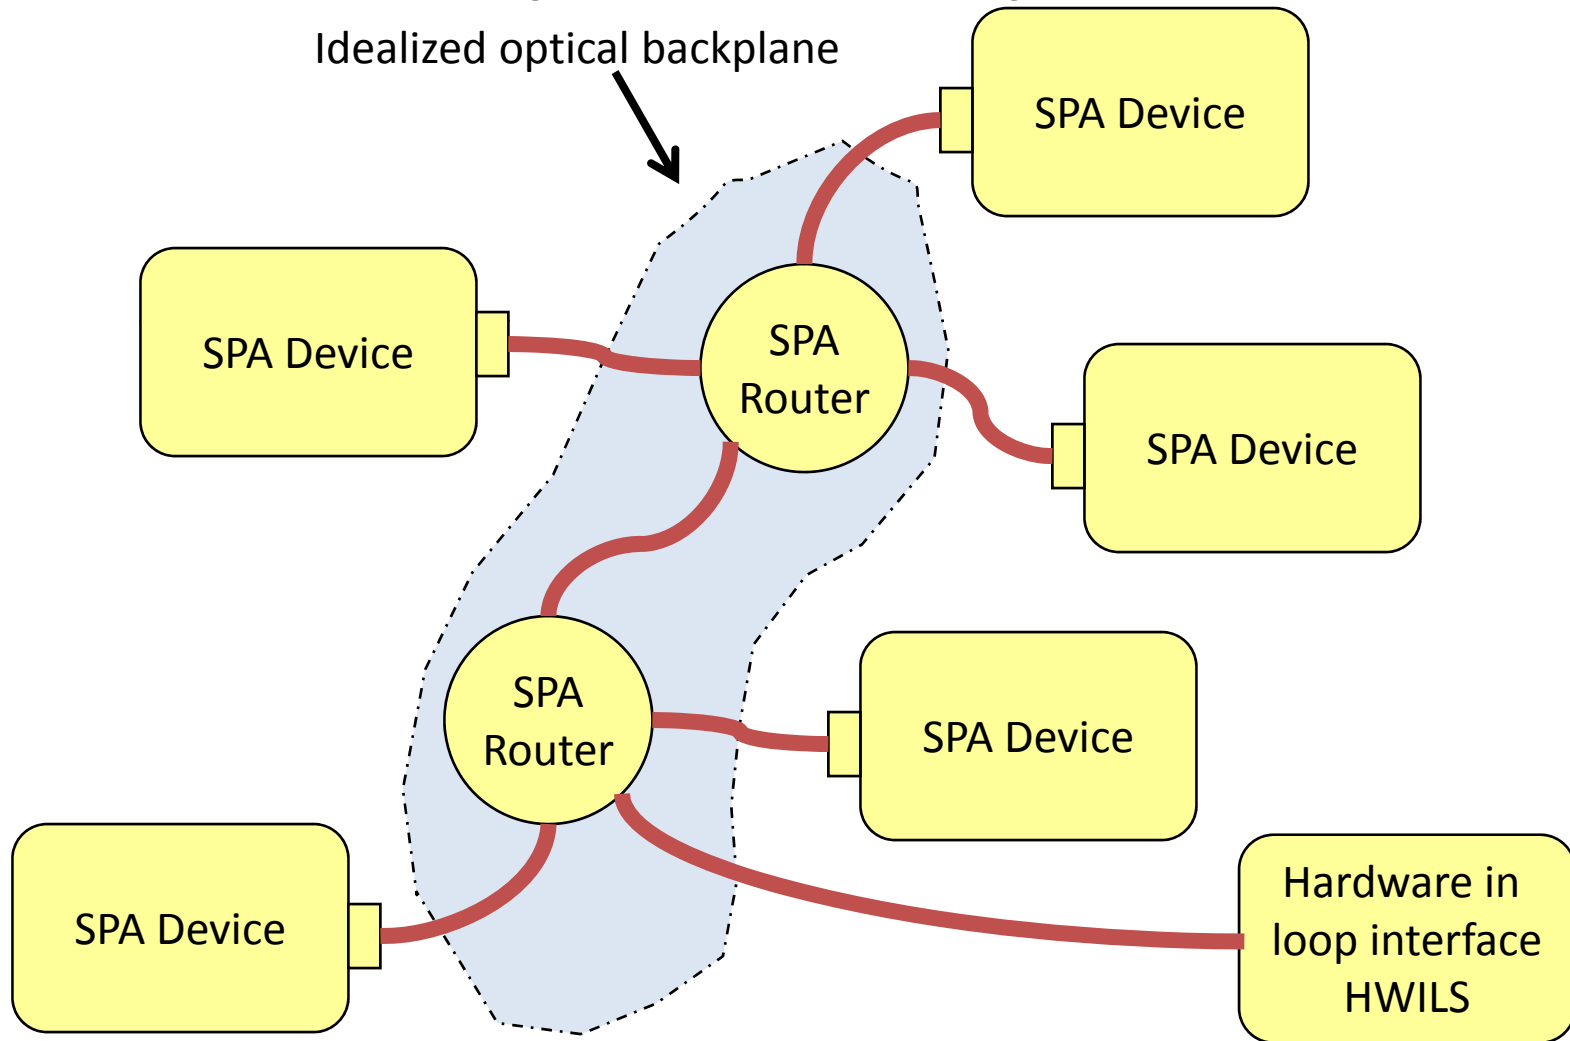 Idealized optical backplane
SPA Device
SPA Device
SPA
Router
SPA Device
SPA
Router
SPA Device
SPA Device
Hardware in
loop interface
HWILS